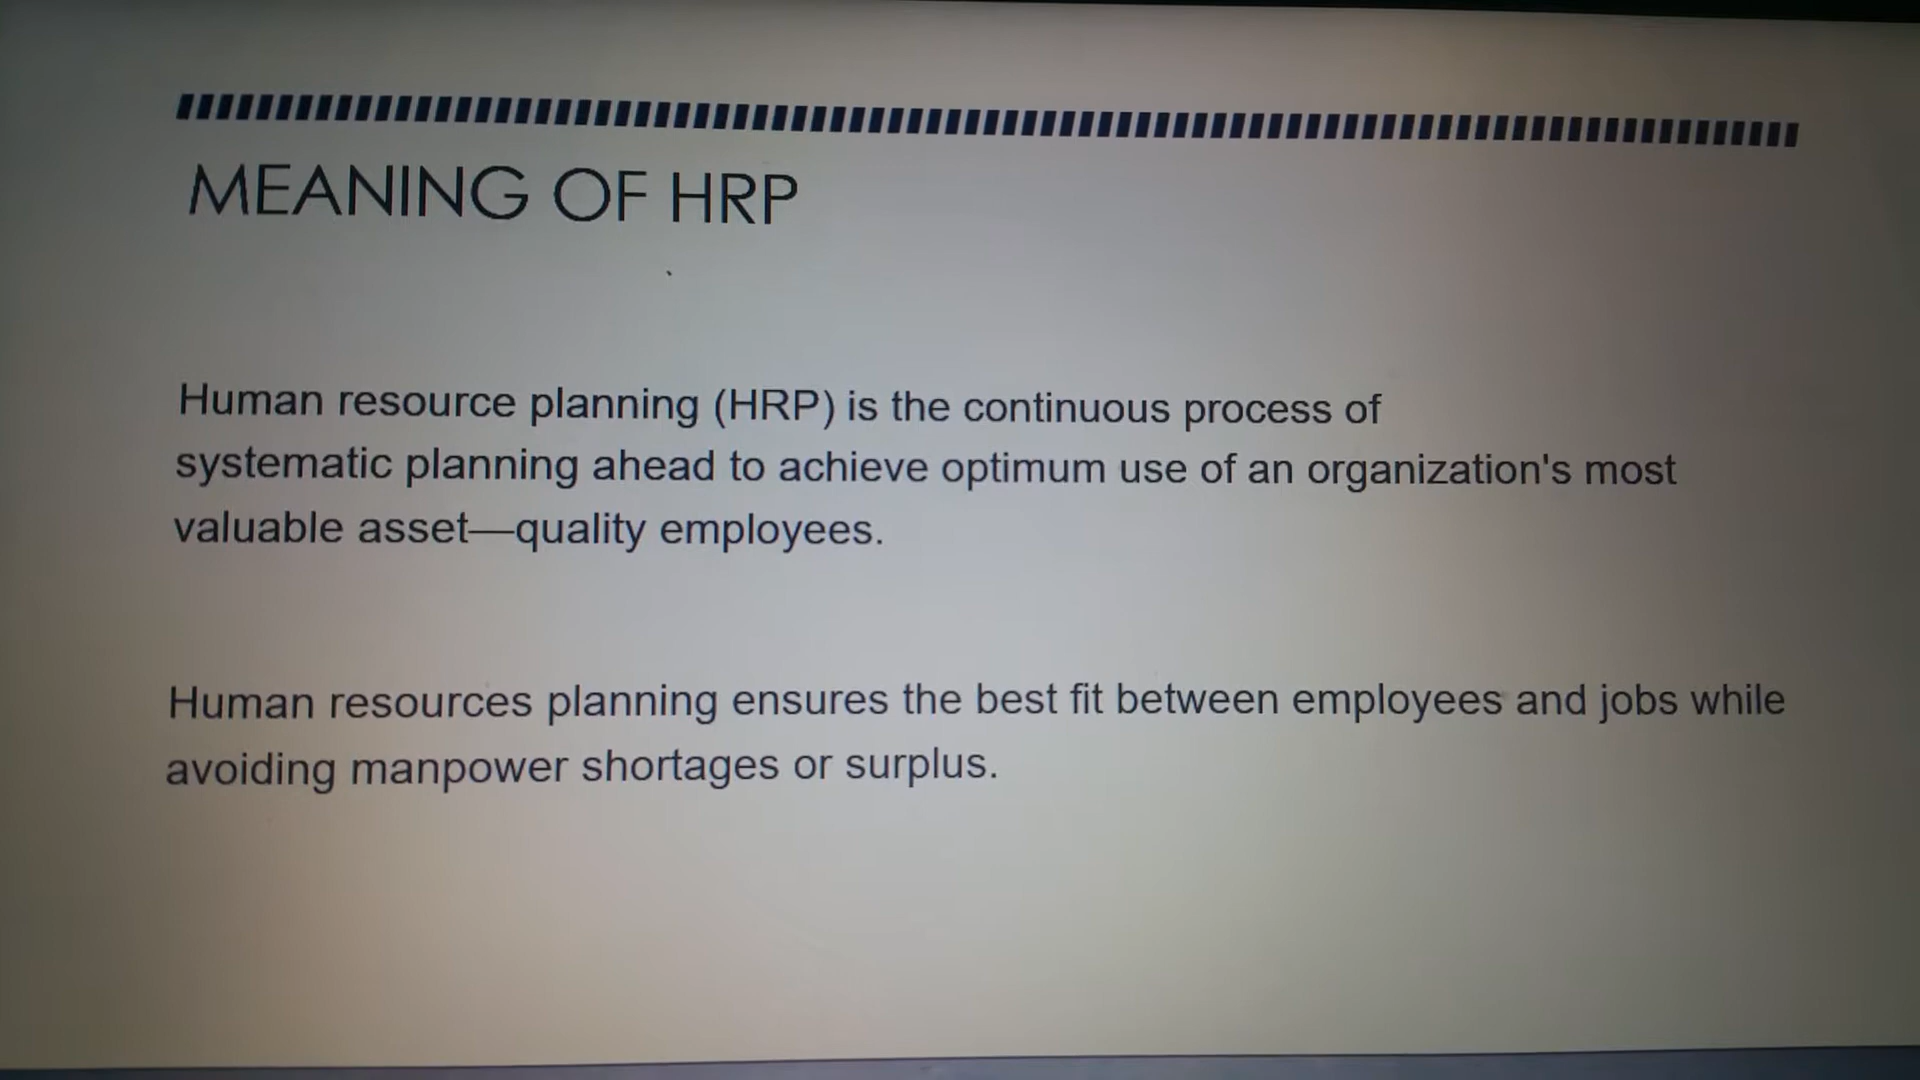 MEANING OF HRP
Human resource planning (HRP) is the continuous process of
systematic planning ahead to achieve optimum use of an organization's most
valuable asset—quality employees.
Human resources planning ensures the best fit between employees and jobs while
avoiding manpower shortages or surplus.